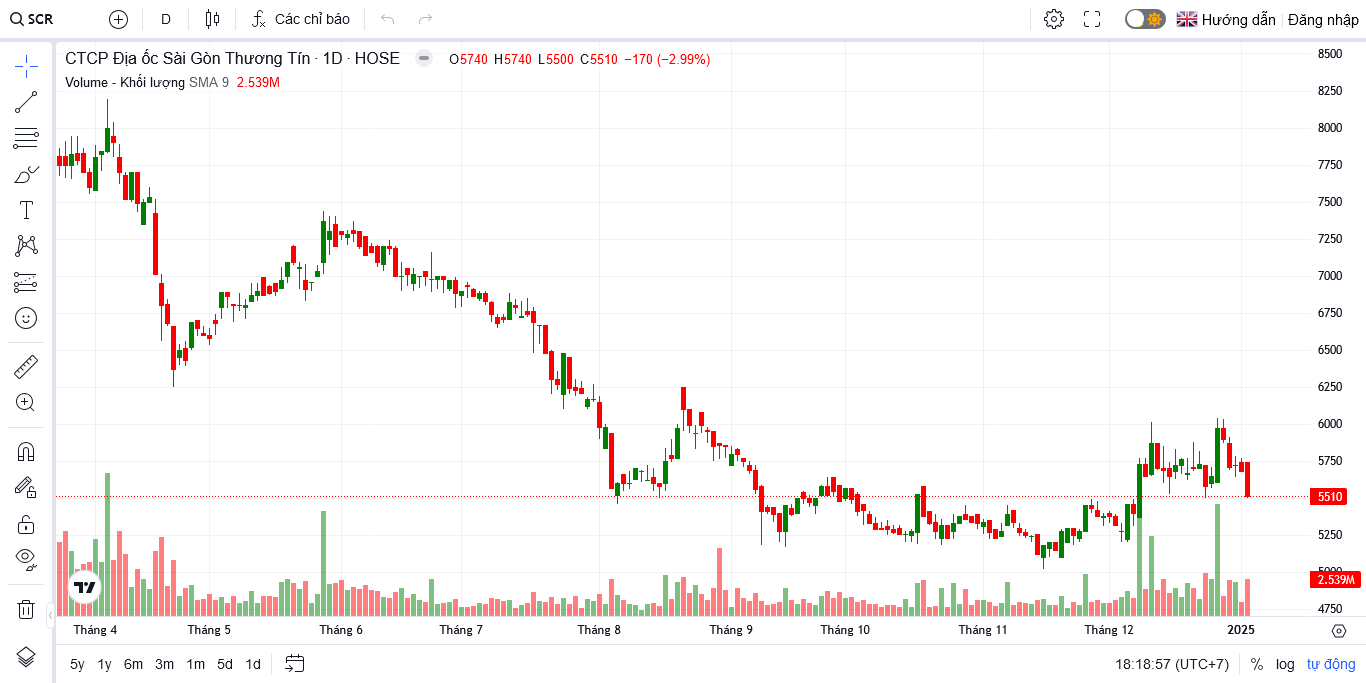 SCR D Các chỉ báo Hướng dẫn Đăng nhập
CTCP Địa ốc Sài Gòn Thương Tín · 1D · HOSE O5740 H5740 L5500 C5510 −170 (−2.99%)
Volume - Khối lượng SMA 9 2.539M
8500
8250
8000
7750
7500
7250
7000
6750
6500
6250
6000
5750
5510
5250
5000
2.539M
4750
Tháng 4 Tháng 5 Tháng 6 Tháng 7 Tháng 8 Tháng 9 Tháng 10 Tháng 11 Tháng 12 2025
5y 1y 6m 3m 1m 5d 1d 18:18:57 (UTC+7) % log tự động